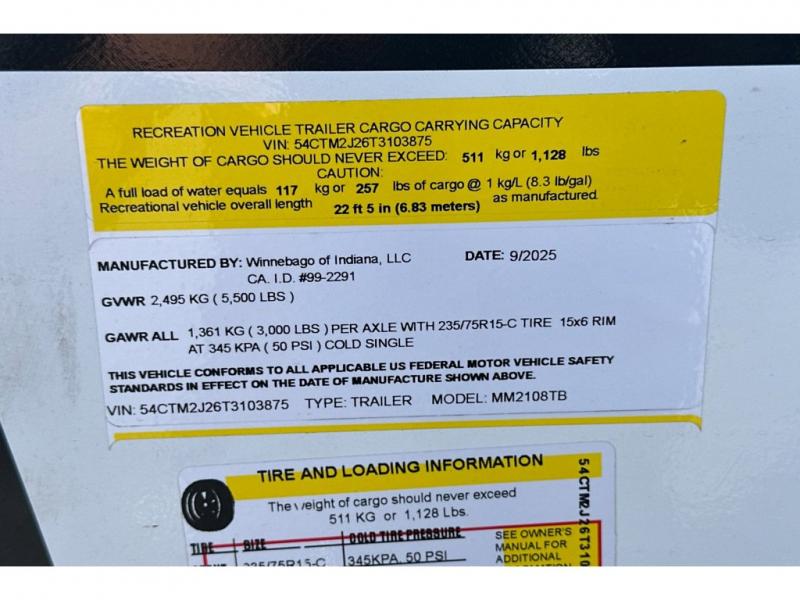 RECREATION VEHICLE TRAILER CARGO CARRYING CAPACITY
VIN: 54CTM2J26T3103875
THE WEIGHT OF CARGO SHOULD NEVER EXCEED: 511 kg or 1,128 lbs
CAUTION:
A full load of water equals 117 kg or 257 lbs of cargo @ 1 kg/L (8.3 lb/gal)
Recreational vehicle overall length 22 ft 5 in (6.83 meters) as manufactured.
MANUFACTURED BY: Winnebago of Indiana, LLC DATE: 9/2025
CA. I.D. #99-2291
GVWR 2,495 KG ( 5,500 LBS )
GAWR ALL 1,361 KG ( 3,000 LBS ) PER AXLE WITH 235/75R15-C TIRE 15x6 RIM
AT 345 KPA ( 50 PSI ) COLD SINGLE
THIS VEHICLE CONFORMS TO ALL APPLICABLE US FEDERAL MOTOR VEHICLE SAFETY
STANDARDS IN EFFECT ON THE DATE OF MANUFACTURE SHOWN ABOVE.
VIN: 54CTM2J26T3103875 TYPE: TRAILER MODEL: MM2108TB
TIRE AND LOADING INFORMATION
The weight of cargo should never exceed
511 KG or 1,128 Lbs.
TIRE SIZE COLD TIRE PRESSURE
235/75R15-C 345KPA, 50 PSI
SEE OWNER'S
MANUAL FOR
ADDITIONAL
54CTM2J26T310